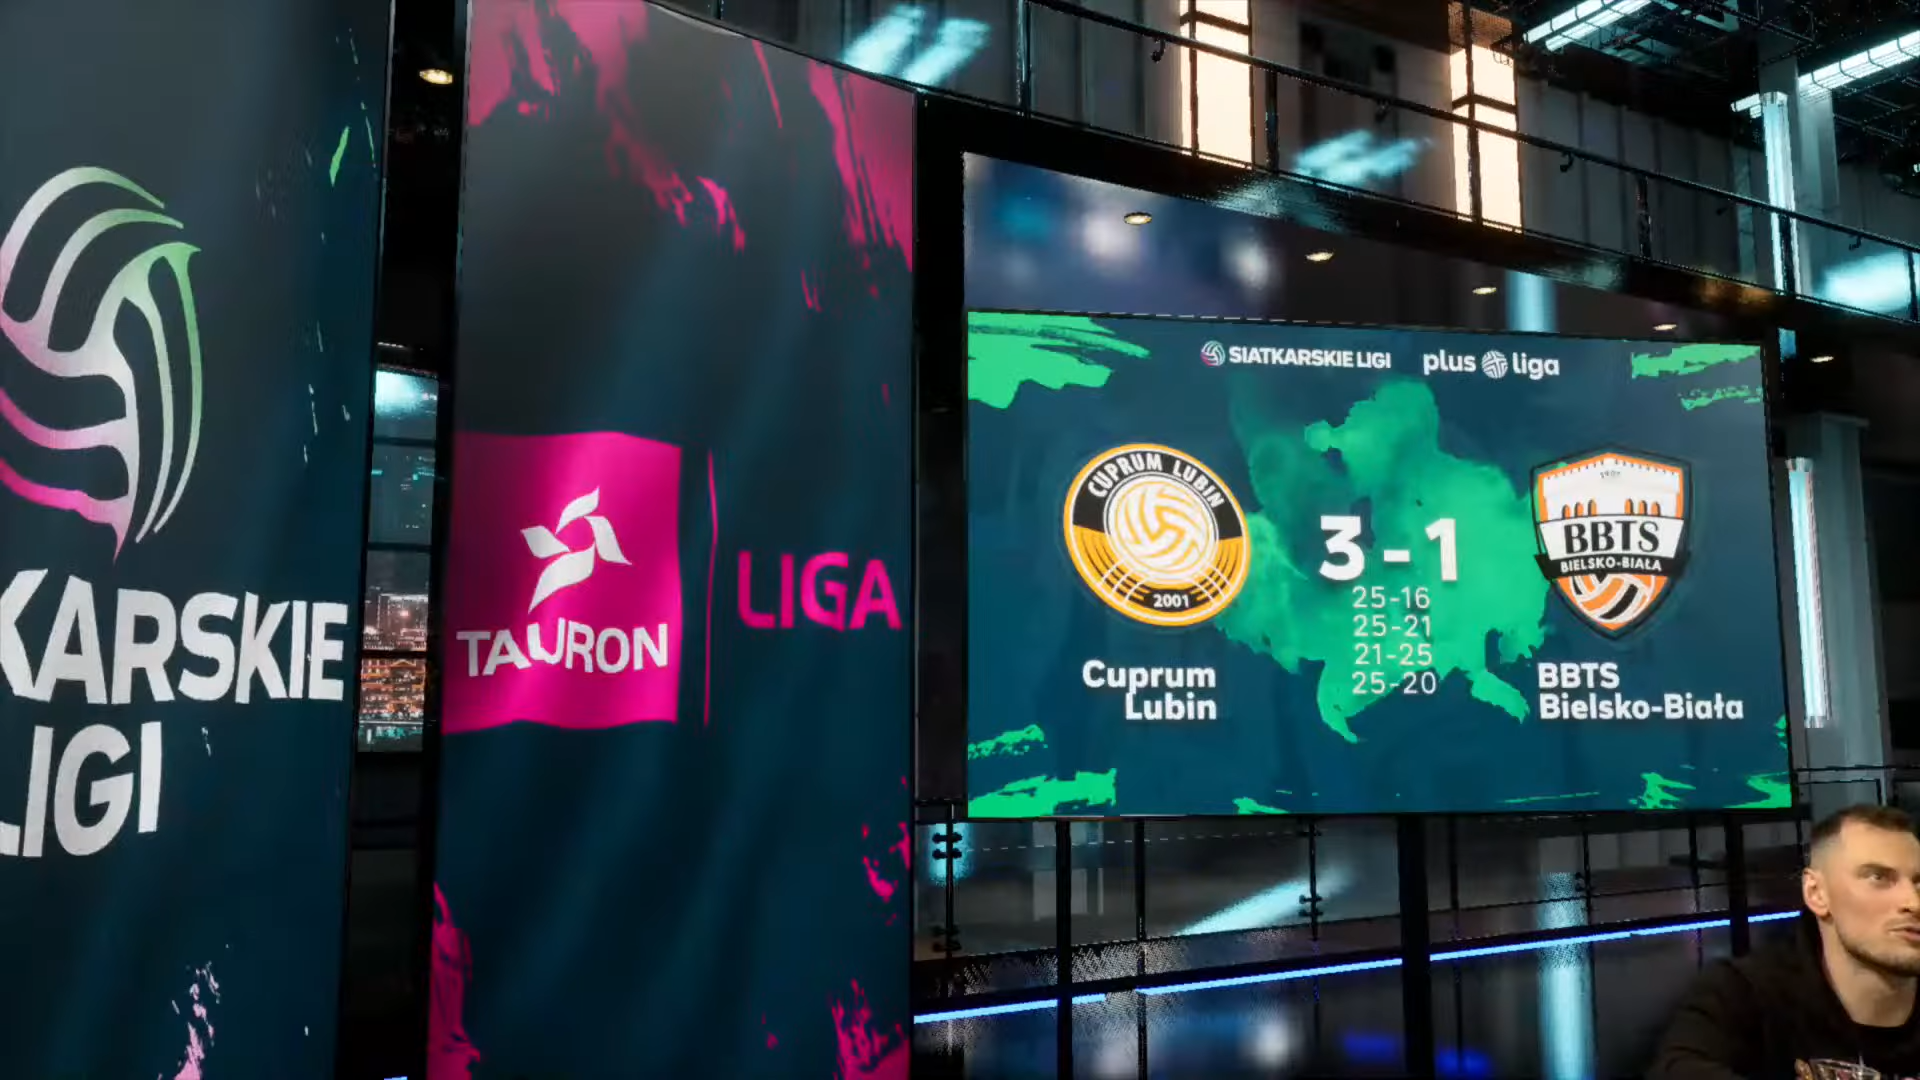 KARSKIE
LIGI
TAURON
LIGA
SIATKARSKIE LIGI
plus liga
CUPRUM LUBIN
2001
Cuprum
Lubin
3-1
25-16
25-21
21-25
25-20
BBTS
BIELSKO-BIAŁA
BBTS
Bielsko-Biała